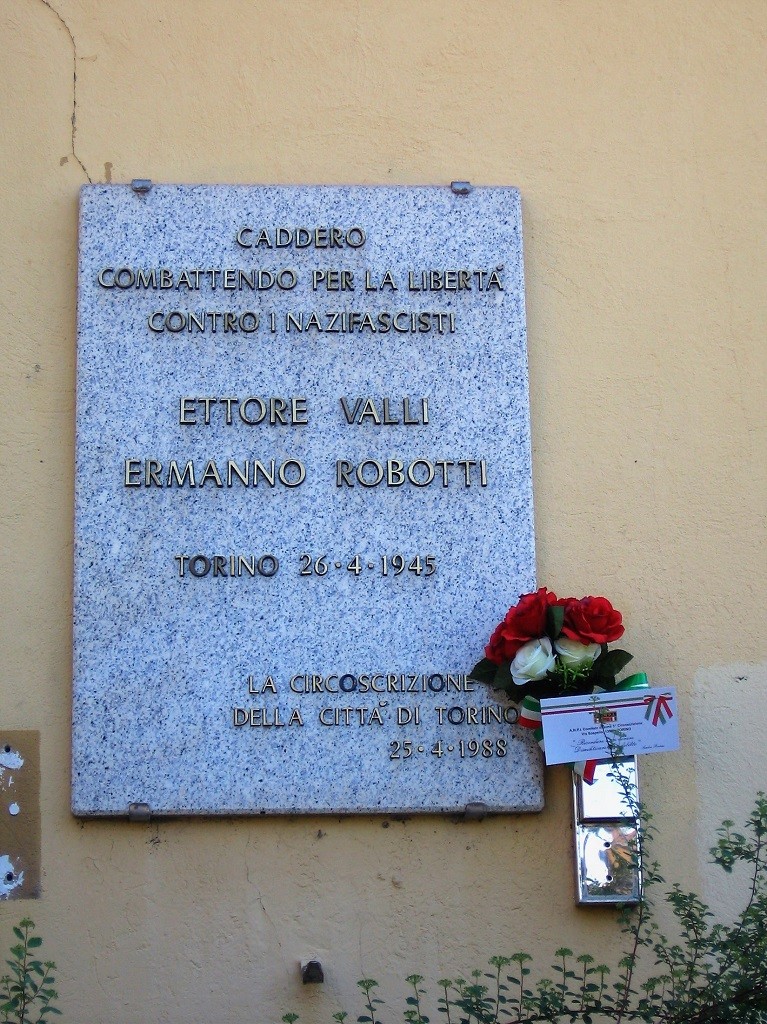 CADDERO
COMBATTENDO PER LA LIBERTÀ
CONTRO I NAZIFASCISTI
ETTORE VALLI
ERMANNO ROBOTTI
TORINO 26·4·1945
LA CIRCOSCRIZIONE
DELLA CITTÀ DI TORINO
25·4·1988